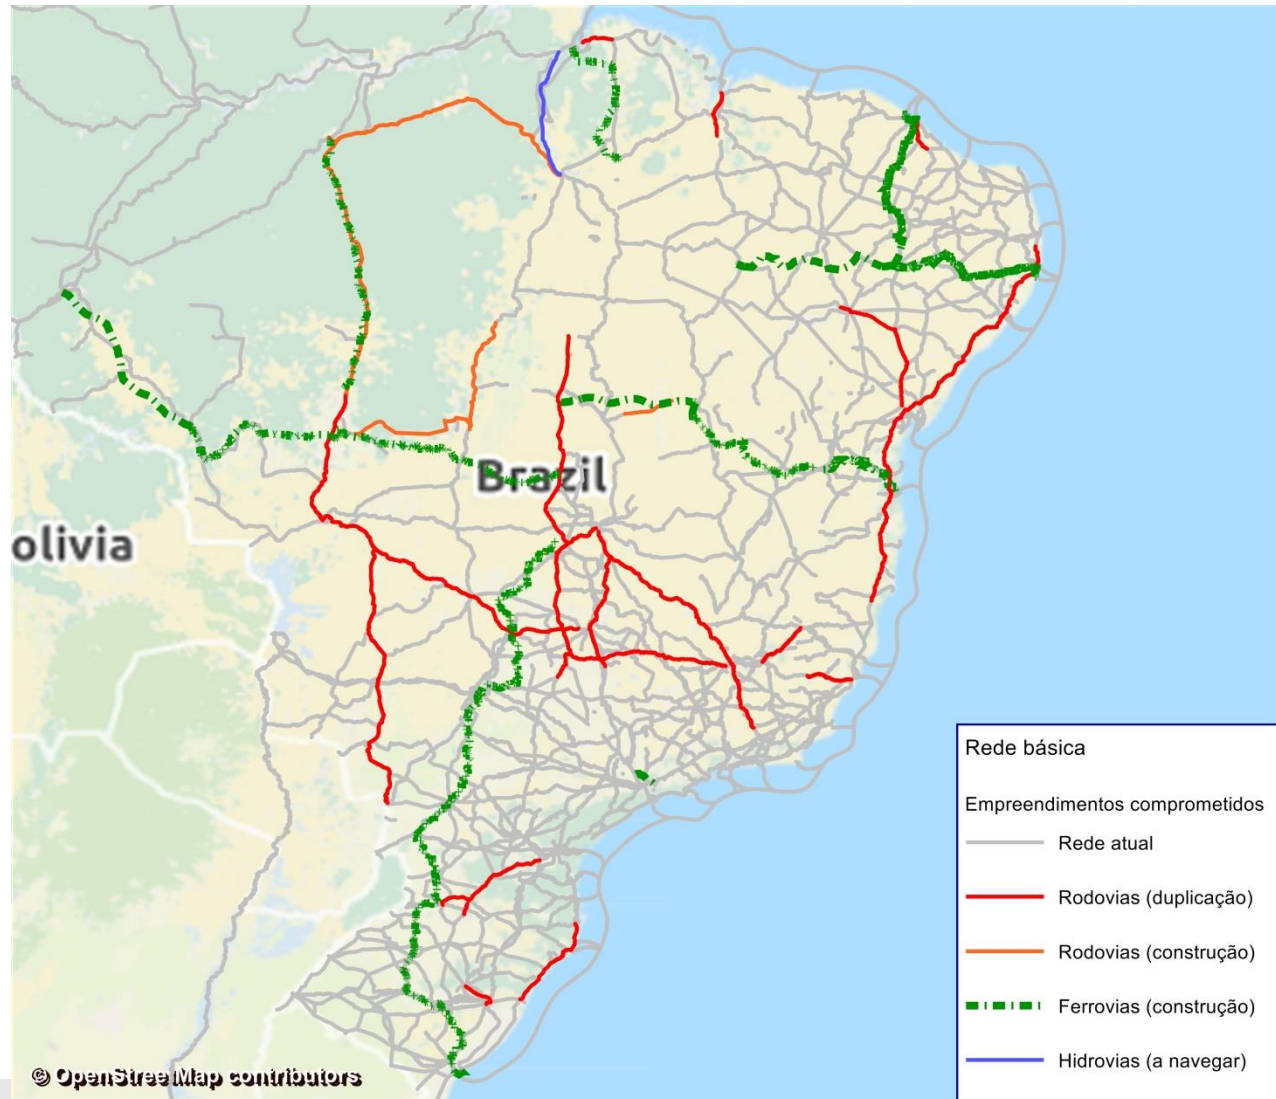 Brazil
olivia
Rede básica
Empreendimentos comprometidos
Rede atual
Rodovias (duplicação)
Rodovias (construção)
Ferrovias (construção)
Hidrovias (a navegar)
© OpenStreetMap contributors